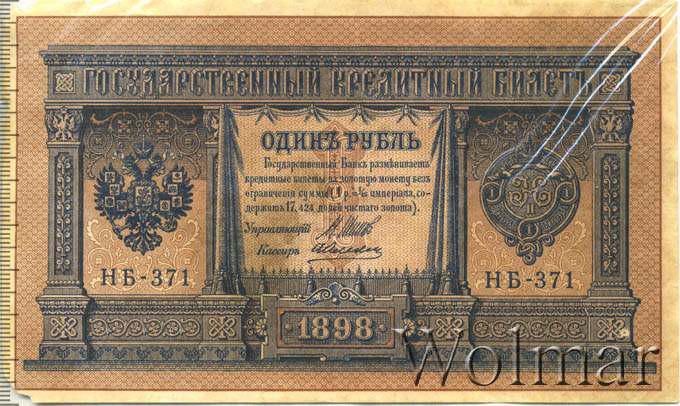 ГОСУДАРСТВЕННЫЙ КРЕДИТНЫЙ БИЛЕТЪ
ОДИНЪ РУБЛЬ
Государственный Банкъ размѣниваетъ
кредитные билеты на золотую монету безъ
ограниченія суммы (1 р.= 1/15 имперіала, со-
держитъ 17,424 долей чистаго золота).
Управляющій
Кассиръ
НБ-371
НБ-371
1898
Wolmar